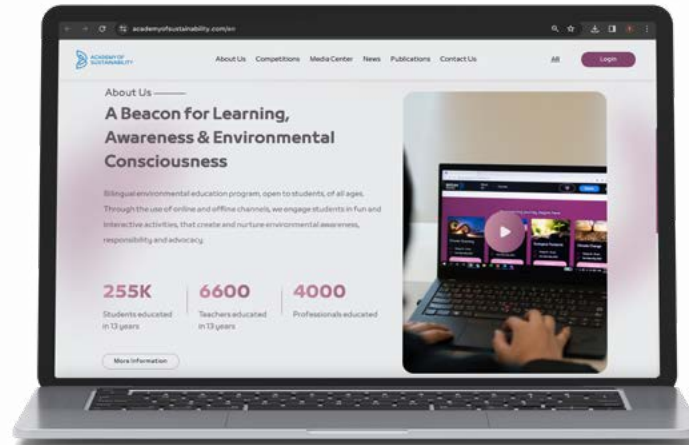 academyofsustainability.com/en
ACADEMY OF
SUSTAINABILITY
About Us Competitions Media Center News Publications Contact Us AR Login
About Us
A Beacon for Learning,
Awareness & Environmental
Consciousness
Bilingual environmental education program, open to students, of all ages.
Through the use of online and offline channels, we engage students in fun and
interactive activities, that create and nurture environmental awareness,
responsibility and advocacy.
255K
Students educated
in 13 years
6600
Teachers educated
in 13 years
4000
Professionals educated
More Information